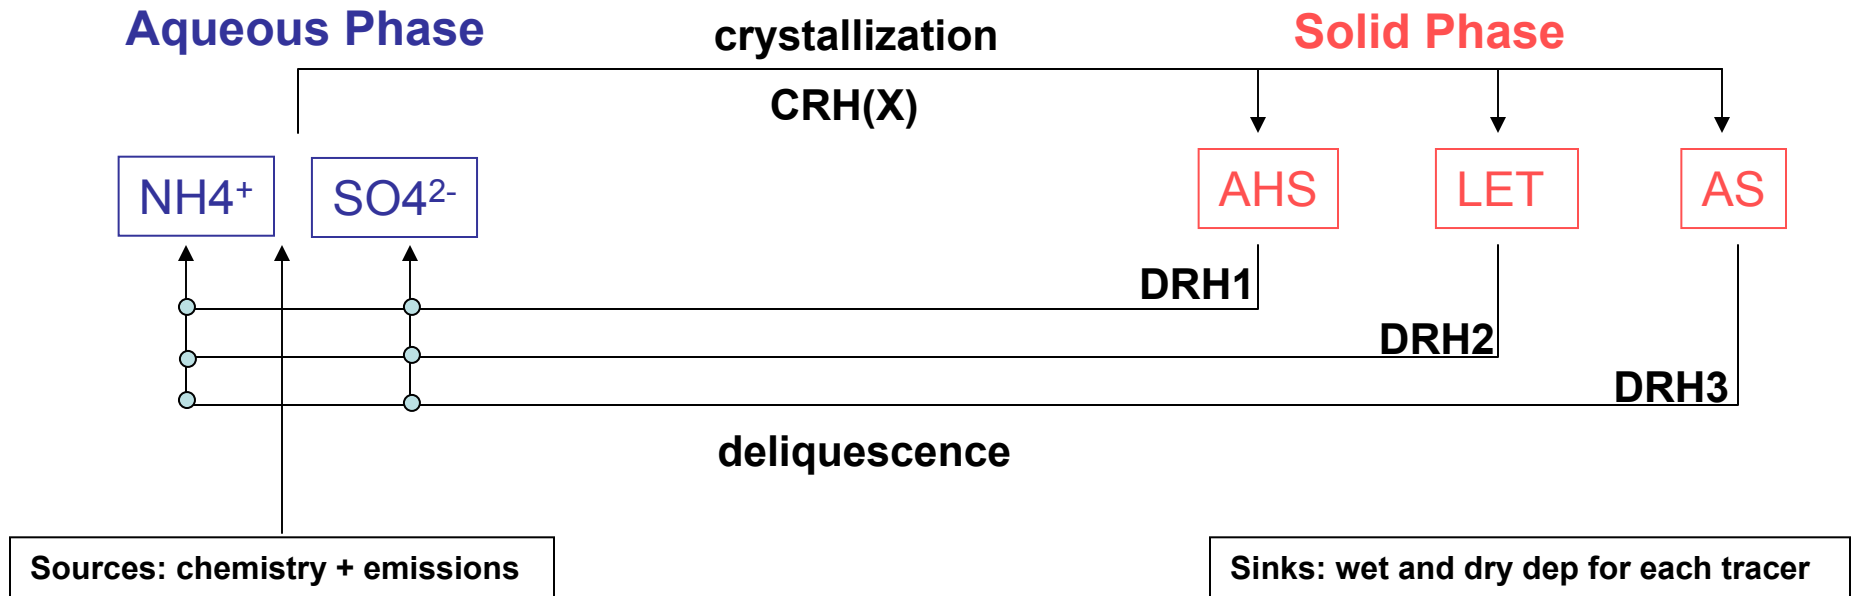 Aqueous Phase
crystallization
Solid Phase
CRH(X)
NH4⁺
SO4²⁻
AHS
LET
AS
DRH1
DRH2
DRH3
deliquescence
Sources: chemistry + emissions
Sinks: wet and dry dep for each tracer